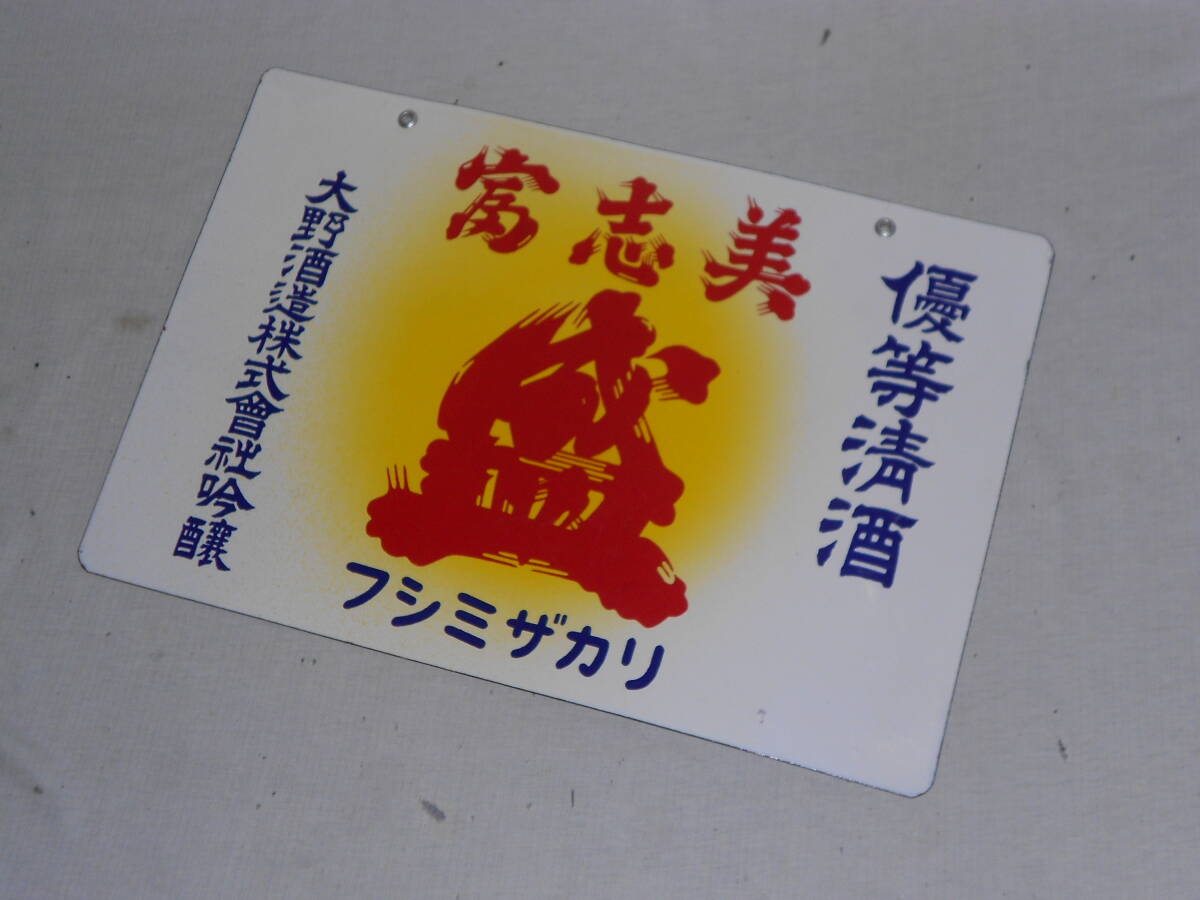 優等清酒
富志美
盛
フシミザカリ
大野酒造株式會社吟醸